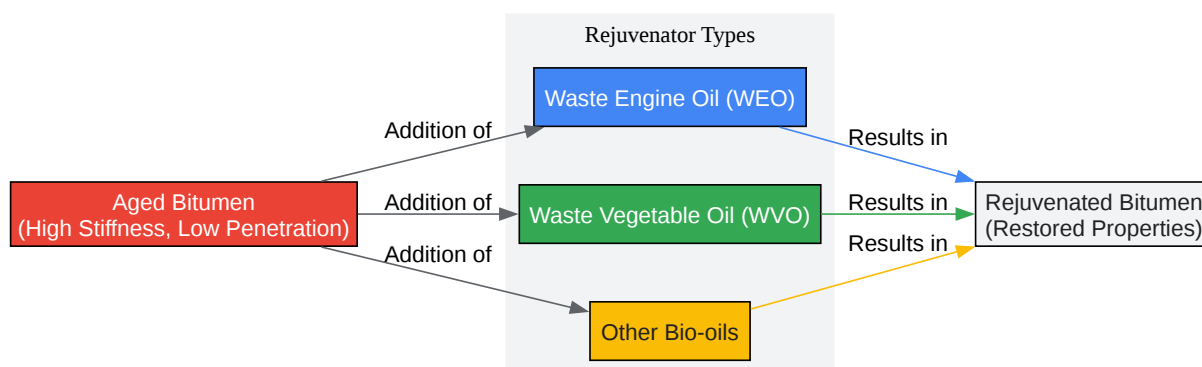 Rejuvenator Types
Waste Engine Oil (WEO)
Addition of
Results in
Aged Bitumen
(High Stiffness, Low Penetration)
Addition of
Waste Vegetable Oil (WVO)
Results in
Rejuvenated Bitumen
(Restored Properties)
Addition of
Results in
Other Bio-oils